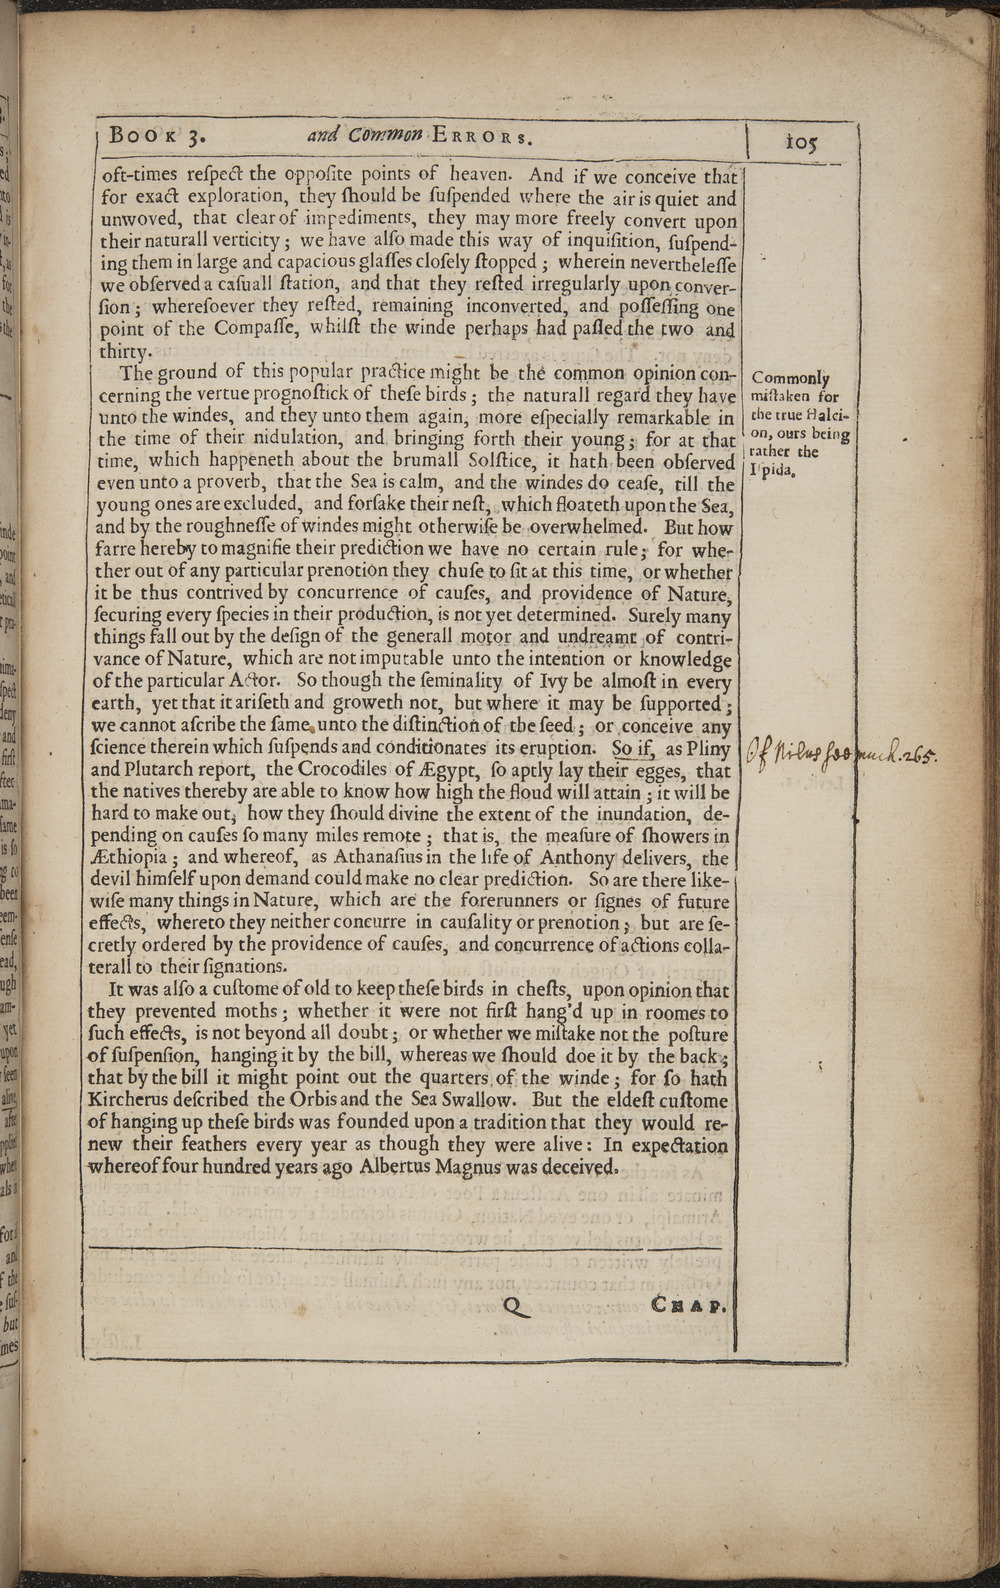 BOOK 3. and Common ERRORS. 105
oft-times reſpect the oppoſite points of heaven. And if we conceive that
for exact exploration, they ſhould be ſuſpended where the air is quiet and
unwoved, that clear of impediments, they may more freely convert upon
their naturall verticity; we have alſo made this way of inquiſition, ſuſpend-
ing them in large and capacious glaſſes cloſely ſtopped; wherein nevertheleſſe
we obſerved a caſuall ſtation, and that they reſted irregularly upon conver-
ſion; whereſoever they reſted, remaining inconverted, and poſſeſſing one
point of the Compaſſe, whilſt the winde perhaps had paſſed the two and
thirty.
The ground of this popular practice might be the common opinion con-
cerning the vertue prognoſtick of theſe birds; the naturall regard they have
unto the windes, and they unto them again, more eſpecially remarkable in
the time of their nidulation, and bringing forth their young; for at that
time, which happeneth about the brumall Solſtice, it hath been obſerved
even unto a proverb, that the Sea is calm, and the windes do ceaſe, till the
young ones are excluded, and forſake their neſt, which floateth upon the Sea,
and by the roughneſſe of windes might otherwiſe be overwhelmed. But how
farre hereby to magnifie their prediction we have no certain rule; for whe-
ther out of any particular prenotion they chuſe to ſit at this time, or whether
it be thus contrived by concurrence of cauſes, and providence of Nature,
ſecuring every ſpecies in their production, is not yet determined. Surely many
things fall out by the deſign of the generall motor and undreamt of contri-
vance of Nature, which are not imputable unto the intention or knowledge
of the particular Actor. So though the ſeminality of Ivy be almoſt in every
earth, yet that it ariſeth and groweth not, but where it may be ſupported;
we cannot aſcribe the ſame unto the diſtinction of the ſeed; or conceive any
ſcience therein which ſuſpends and conditionates its eruption. So if, as Pliny
and Plutarch report, the Crocodiles of Ægypt, ſo aptly lay their egges, that
the natives thereby are able to know how high the floud will attain; it will be
hard to make out, how they ſhould divine the extent of the inundation, de-
pending on cauſes ſo many miles remote; that is, the meaſure of ſhowers in
Æthiopia; and whereof, as Athanaſius in the life of Anthony delivers, the
devil himſelf upon demand could make no clear prediction. So are there like-
wiſe many things in Nature, which are the forerunners or ſignes of future
effects, whereto they neither concurre in cauſality or prenotion; but are ſe-
cretly ordered by the providence of cauſes, and concurrence of actions colla-
terall to their ſignations.
It was alſo a cuſtome of old to keep theſe birds in cheſts, upon opinion that
they prevented moths; whether it were not firſt hang'd up in roomes to
ſuch effects, is not beyond all doubt; or whether we miſtake not the poſture
of ſuſpenſion, hanging it by the bill, whereas we ſhould doe it by the back;
that by the bill it might point out the quarters of the winde; for ſo hath
Kircherus deſcribed the Orbis and the Sea Swallow. But the eldeſt cuſtome
of hanging up theſe birds was founded upon a tradition that they would re-
new their feathers every year as though they were alive: In expectation
whereof four hundred years ago Albertus Magnus was deceived.
Commonly
miſtaken for
the true Halci-
on, ours being
rather the
Iſpida.
Of Nilus see much. 265.
Q CHAP.